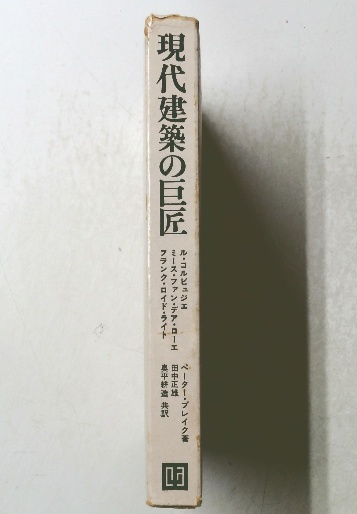 現代建築の巨匠
ル・コルビュジエ
ミース・ファン・デア・ローエ
フランク・ロイド・ライト
ペーター・ブレイク著
田中正雄
奥平耕造 共訳